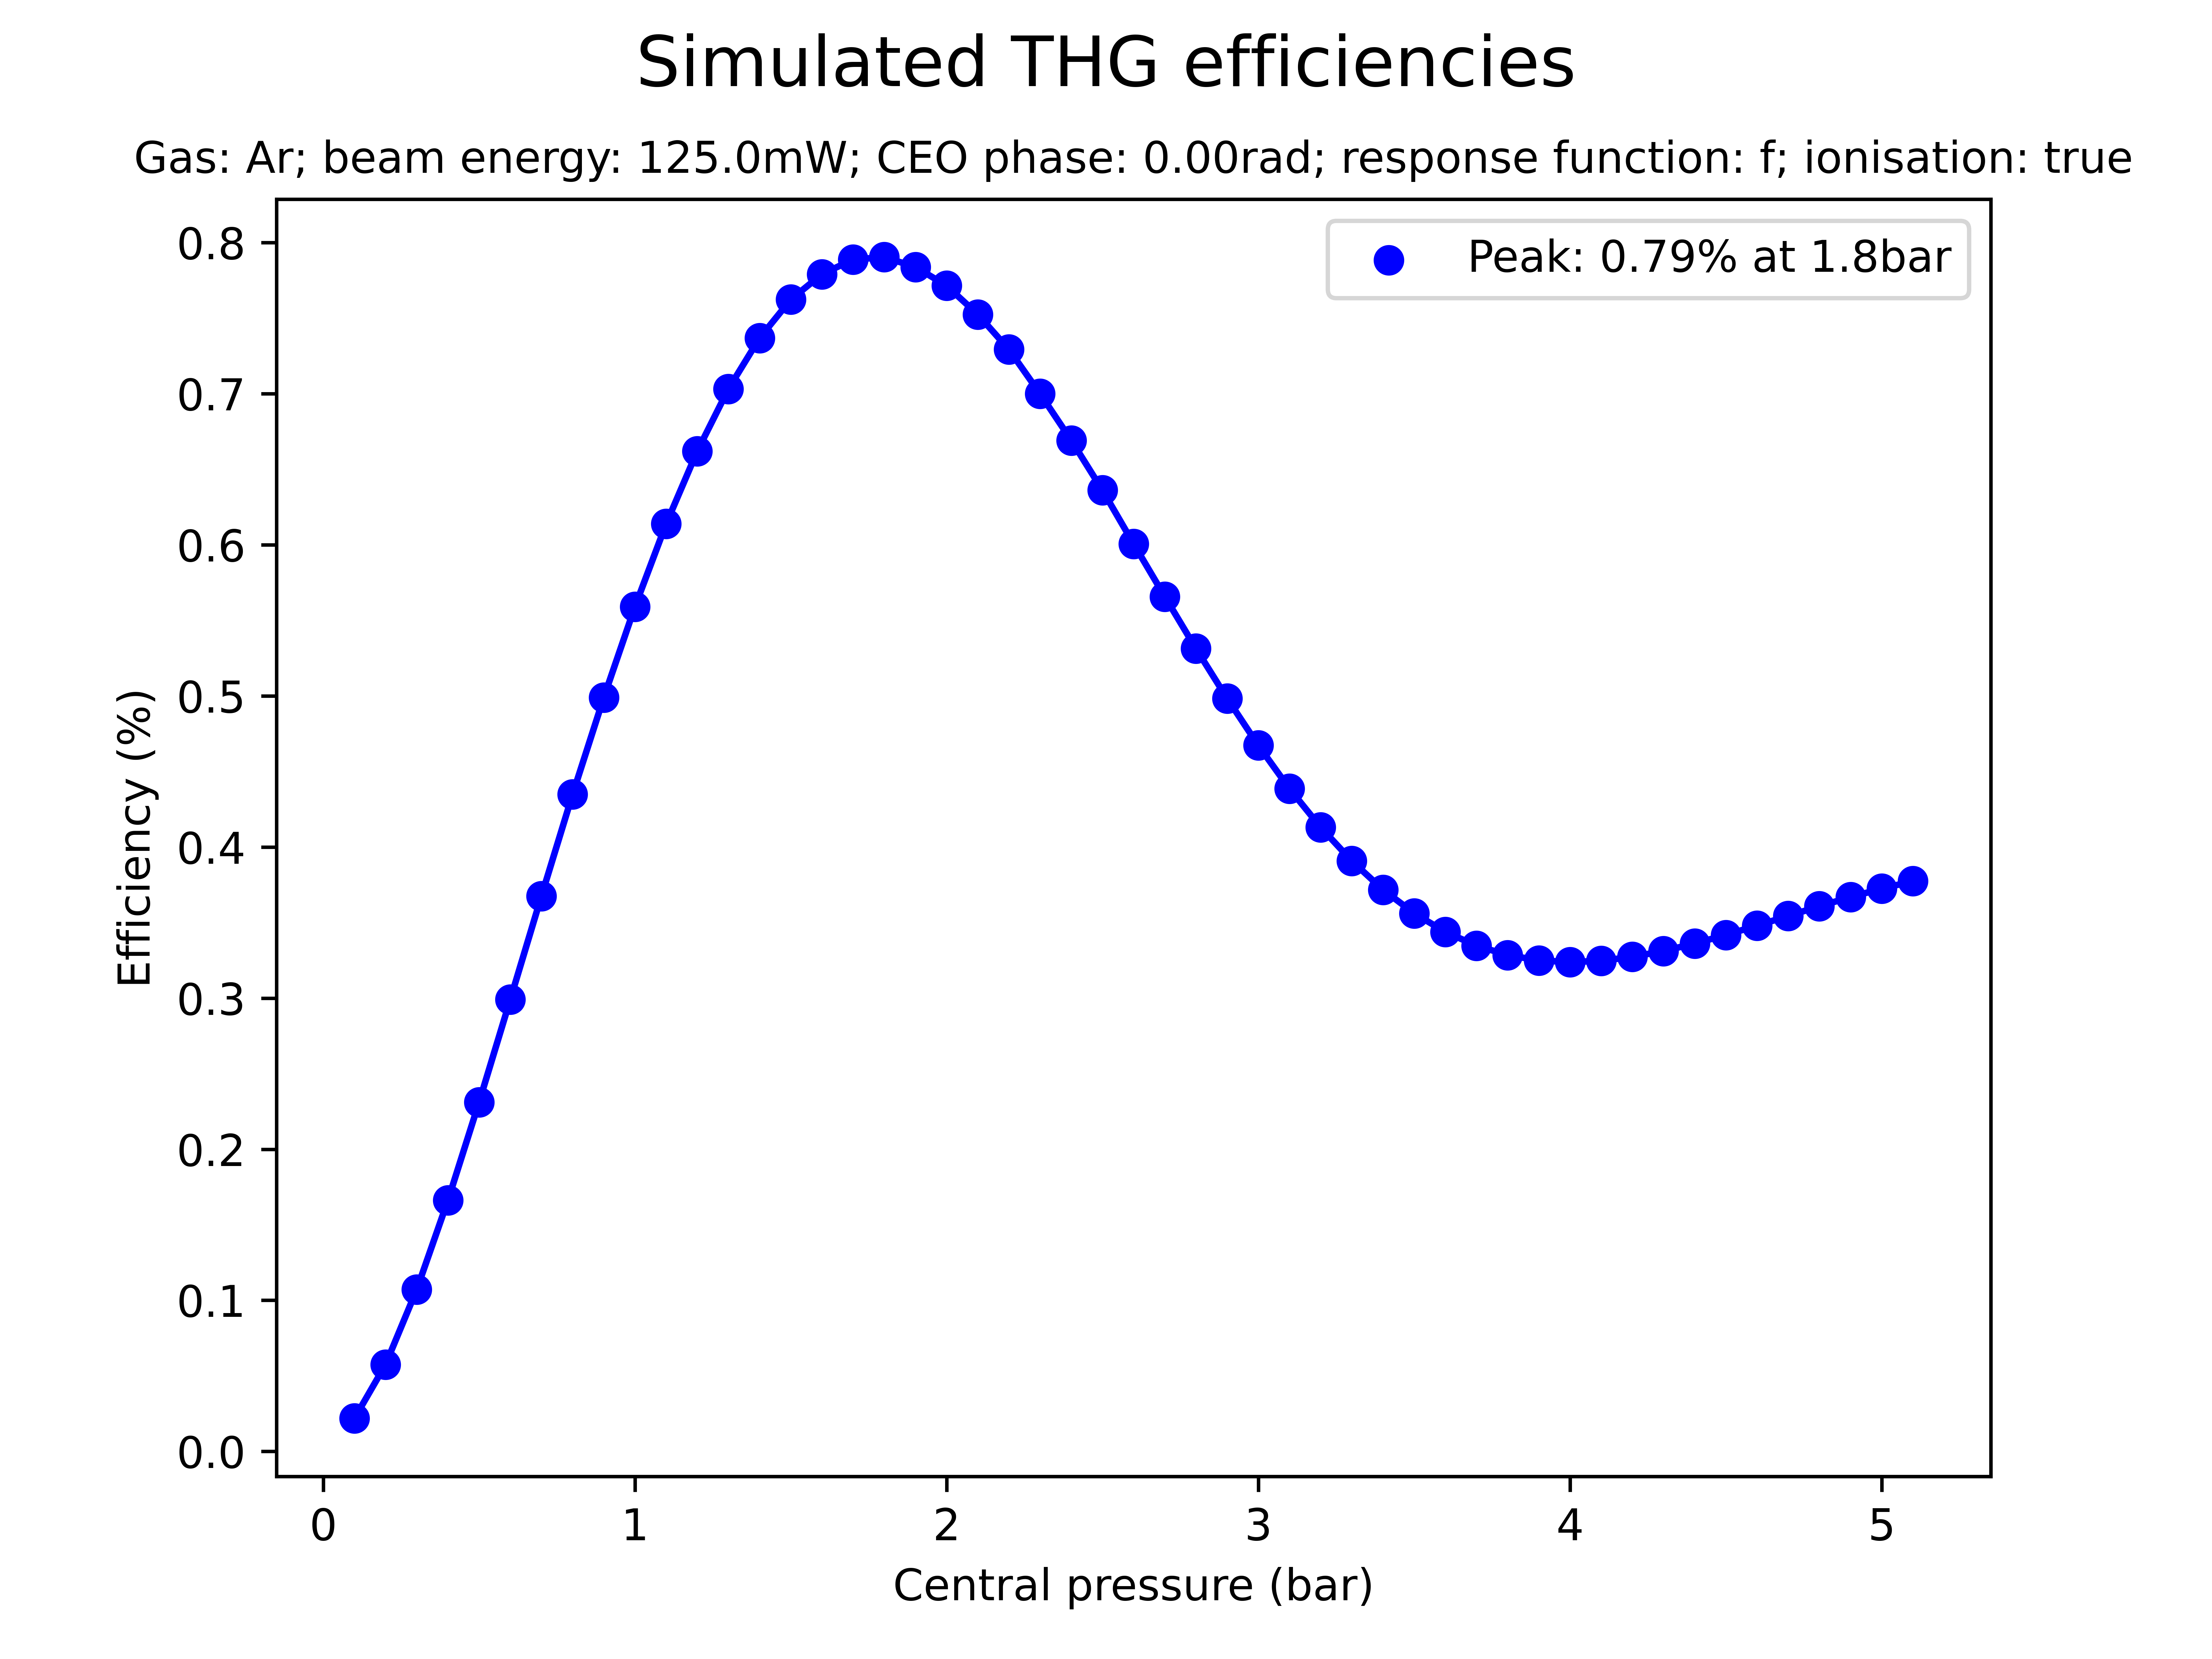 Simulated THG efficiencies
Gas: Ar; beam energy: 125.0mW; CEO phase: 0.00rad; response function: f; ionisation: true
Peak: 0.79% at 1.8bar
0.8
0.7
0.6
0.5
0.4
0.3
0.2
0.1
0.0
Efficiency (%)
0 1 2 3 4 5
Central pressure (bar)